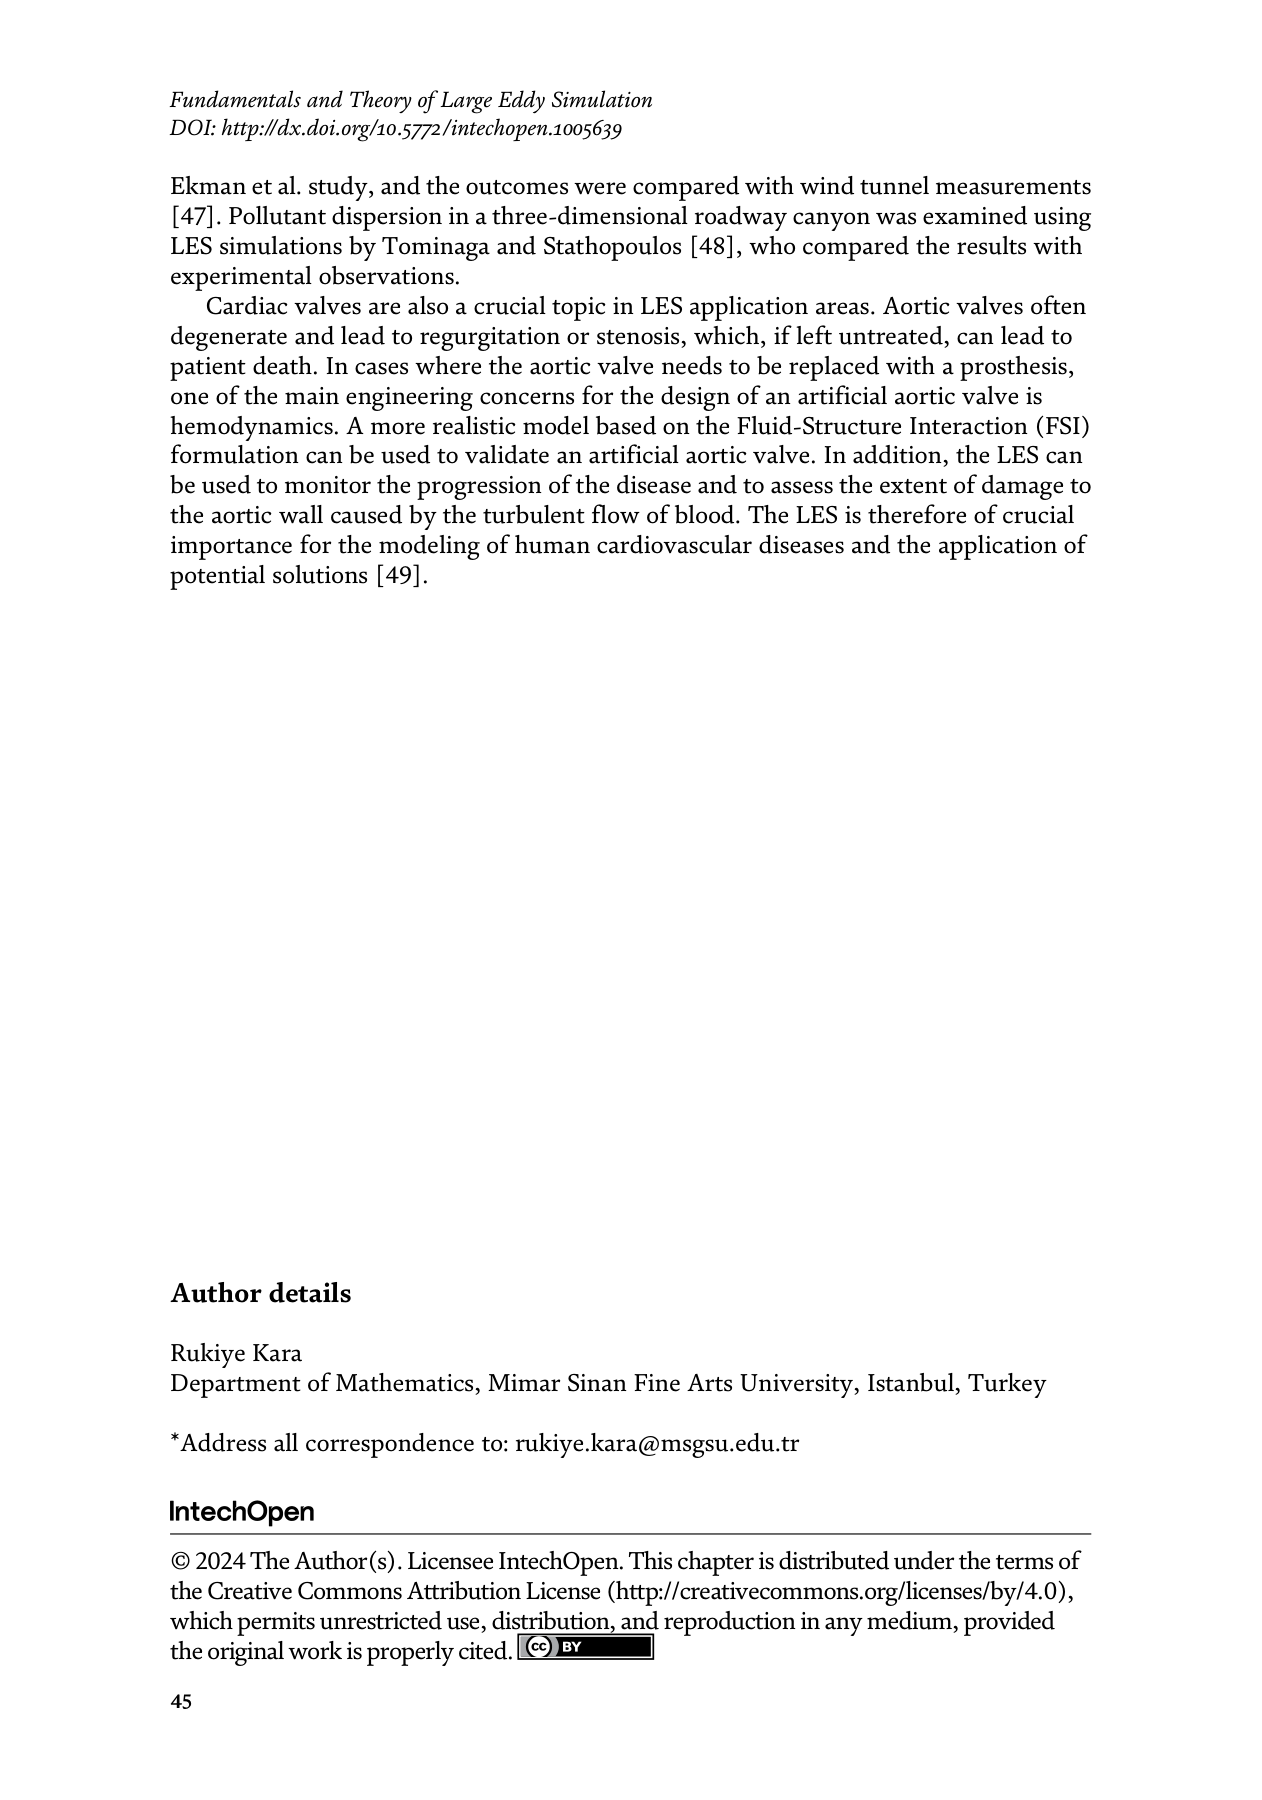 Fundamentals and Theory of Large Eddy Simulation
DOI: http://dx.doi.org/10.5772/intechopen.1005639
Ekman et al. study, and the outcomes were compared with wind tunnel measurements
[47]. Pollutant dispersion in a three-dimensional roadway canyon was examined using
LES simulations by Tominaga and Stathopoulos [48], who compared the results with
experimental observations.
Cardiac valves are also a crucial topic in LES application areas. Aortic valves often
degenerate and lead to regurgitation or stenosis, which, if left untreated, can lead to
patient death. In cases where the aortic valve needs to be replaced with a prosthesis,
one of the main engineering concerns for the design of an artificial aortic valve is
hemodynamics. A more realistic model based on the Fluid-Structure Interaction (FSI)
formulation can be used to validate an artificial aortic valve. In addition, the LES can
be used to monitor the progression of the disease and to assess the extent of damage to
the aortic wall caused by the turbulent flow of blood. The LES is therefore of crucial
importance for the modeling of human cardiovascular diseases and the application of
potential solutions [49].
Author details
Rukiye Kara
Department of Mathematics, Mimar Sinan Fine Arts University, Istanbul, Turkey
*Address all correspondence to: rukiye.kara@msgsu.edu.tr
IntechOpen
© 2024 The Author(s). Licensee IntechOpen. This chapter is distributed under the terms of
the Creative Commons Attribution License (http://creativecommons.org/licenses/by/4.0),
which permits unrestricted use, distribution, and reproduction in any medium, provided
the original work is properly cited. cc BY
45